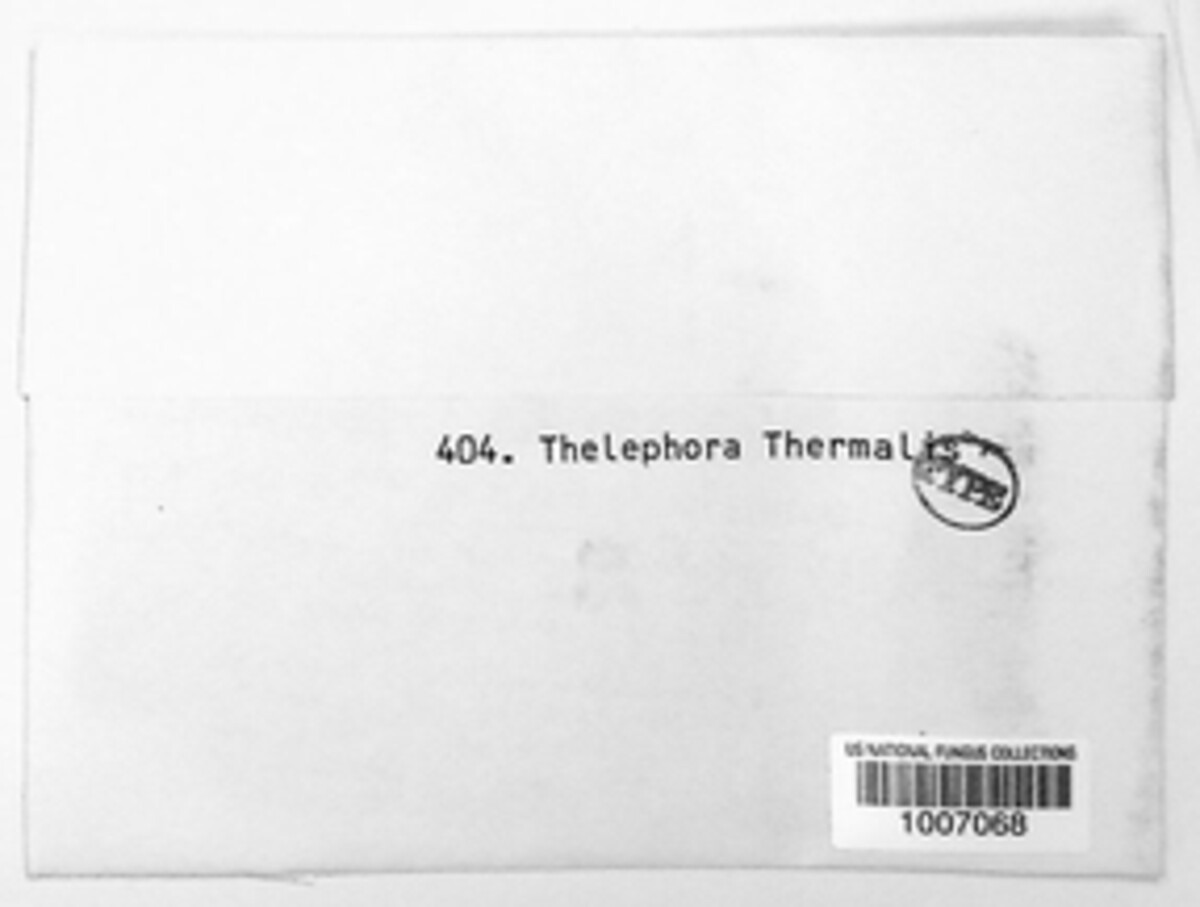 404. Thelephora Thermalis
TYPE
US NATIONAL FUNGUS COLLECTIONS
1007068